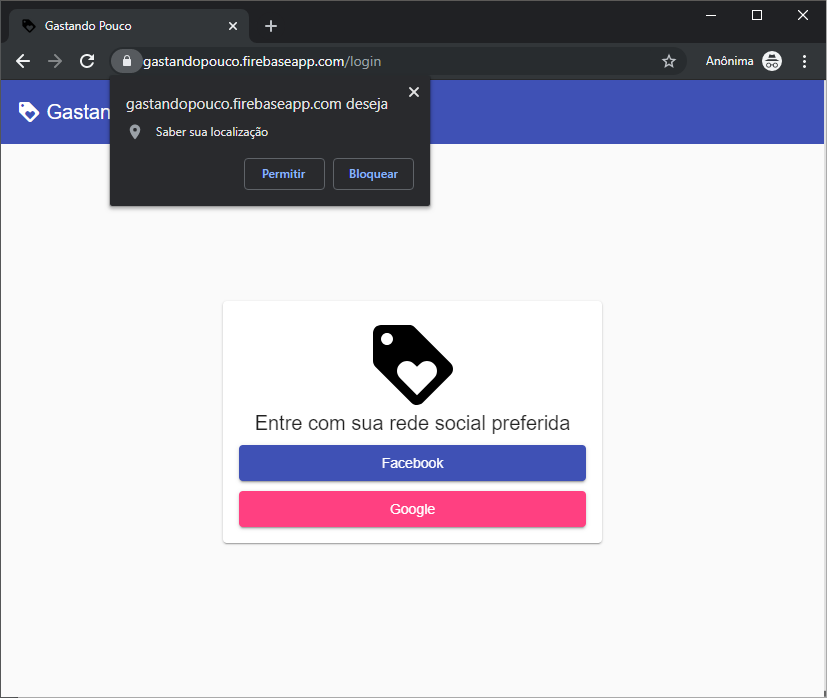 Gastando Pouco
gastandopouco.firebaseapp.com/login
Anônima
Gastan
gastandopouco.firebaseapp.com deseja
Saber sua localização
Permitir
Bloquear
Entre com sua rede social preferida
Facebook
Google